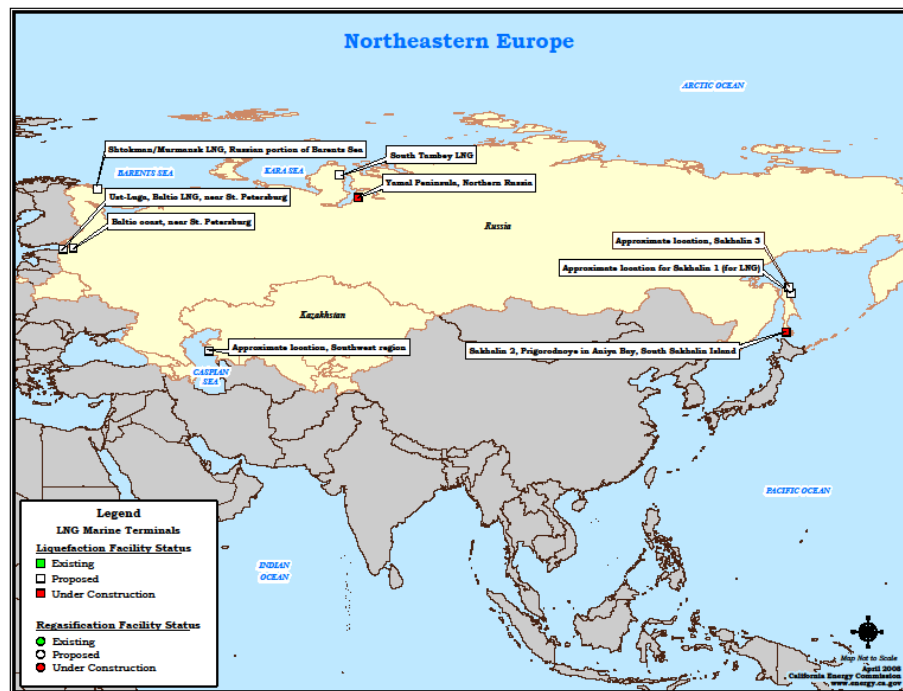 Northeastern Europe
ARCTIC OCEAN
Shtokman/Murmansk LNG, Russian portion of Barents Sea
BARENTS SEA
KARA SEA
South Tambey LNG
Yamal Peninsula, Northern Russia
Ust-Luga, Baltic LNG, near St. Petersburg
Baltic coast, near St. Petersburg
Russia
Approximate location, Sakhalin 3
Approximate location for Sakhalin 1 (for LNG)
Kazakhstan
Approximate location, Southwest region
Sakhalin 2, Prigorodnoye in Aniva Bay, South Sakhalin Island
CASPIAN
SEA
PACIFIC OCEAN
INDIAN
OCEAN
Legend
LNG Marine Terminals
Liquefaction Facility Status
Existing
Proposed
Under Construction
Regasification Facility Status
Existing
Proposed
Under Construction
Map Not to Scale
April 2008
California Energy Commission
www.energy.ca.gov